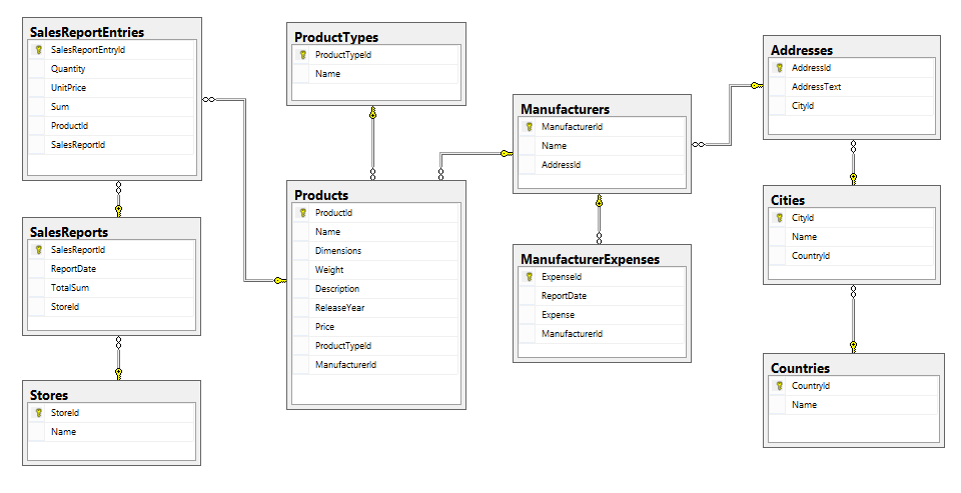 SalesReportEntries
SalesReportEntryId
Quantity
UnitPrice
Sum
ProductId
SalesReportId
SalesReports
SalesReportId
ReportDate
TotalSum
StoreId
Stores
StoreId
Name
ProductTypes
ProductTypeId
Name
Products
ProductId
Name
Dimensions
Weight
Description
ReleaseYear
Price
ProductTypeId
ManufacturerId
Manufacturers
ManufacturerId
Name
AddressId
ManufacturerExpenses
ExpenseId
ReportDate
Expense
ManufacturerId
Addresses
AddressId
AddressText
CityId
Cities
CityId
Name
CountryId
Countries
CountryId
Name